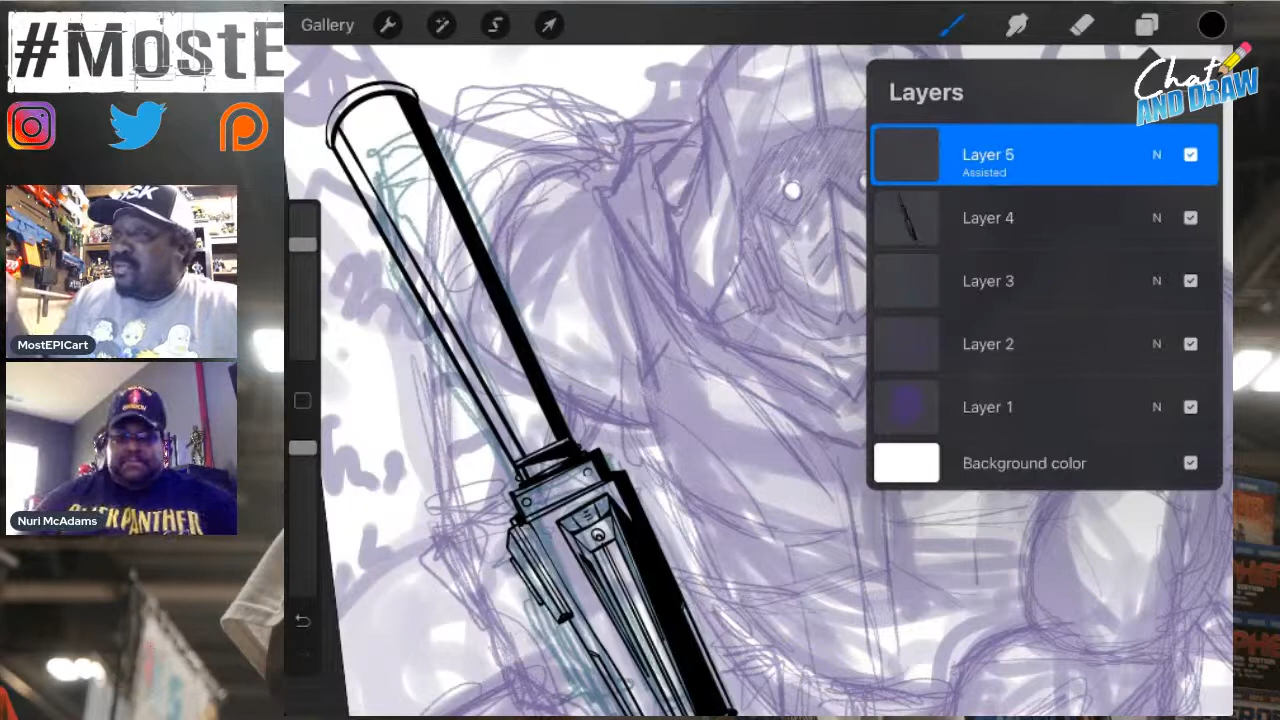 #MostE
Gallery
Layers
Chat
AND DRAW
Layer 5
N
Assisted
Layer 4
N
Layer 3
N
Layer 2
N
Layer 1
N
Background color
MostEPICart
Nuri McAdams
PANTHER